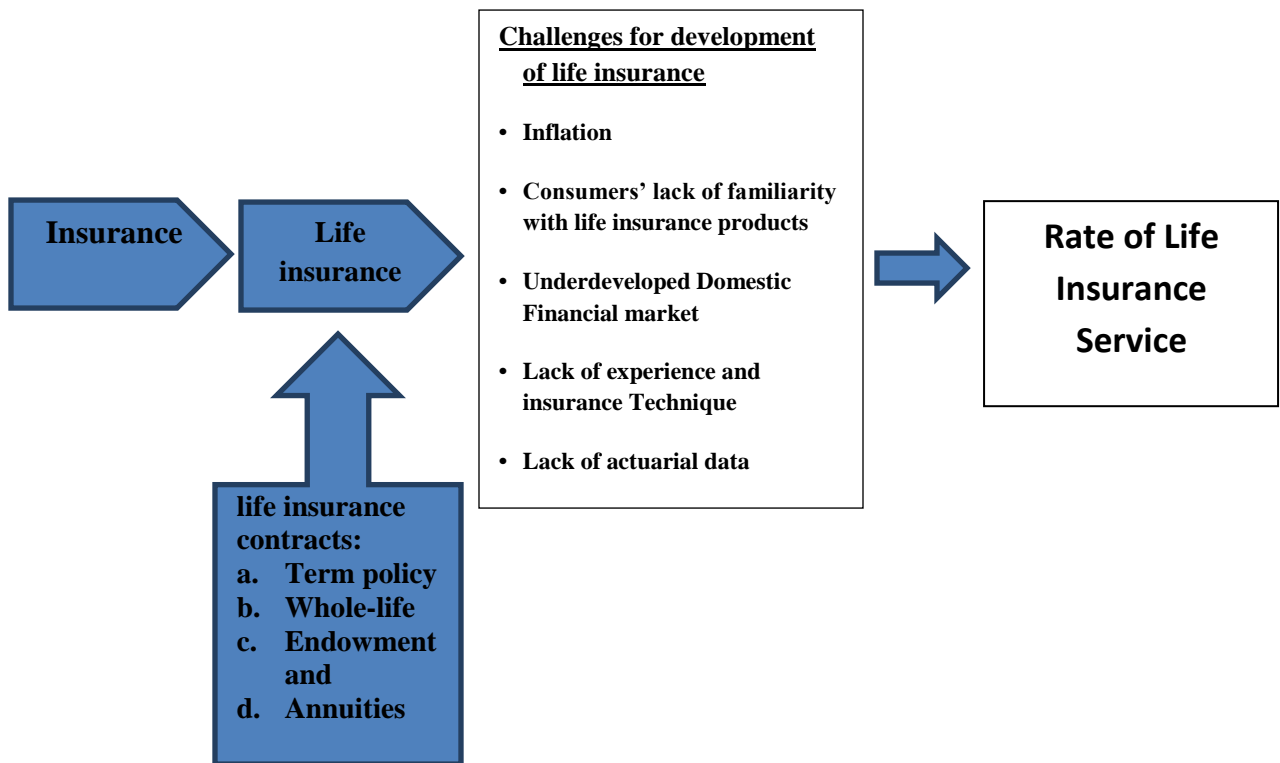 Insurance
Life
insurance
life insurance
contracts:
a. Term policy
b. Whole-life
c. Endowment
and
d. Annuities
Challenges for development
of life insurance
• Inflation
• Consumers’ lack of familiarity
with life insurance products
• Underdeveloped Domestic
Financial market
• Lack of experience and
insurance Technique
• Lack of actuarial data
Rate of Life
Insurance
Service